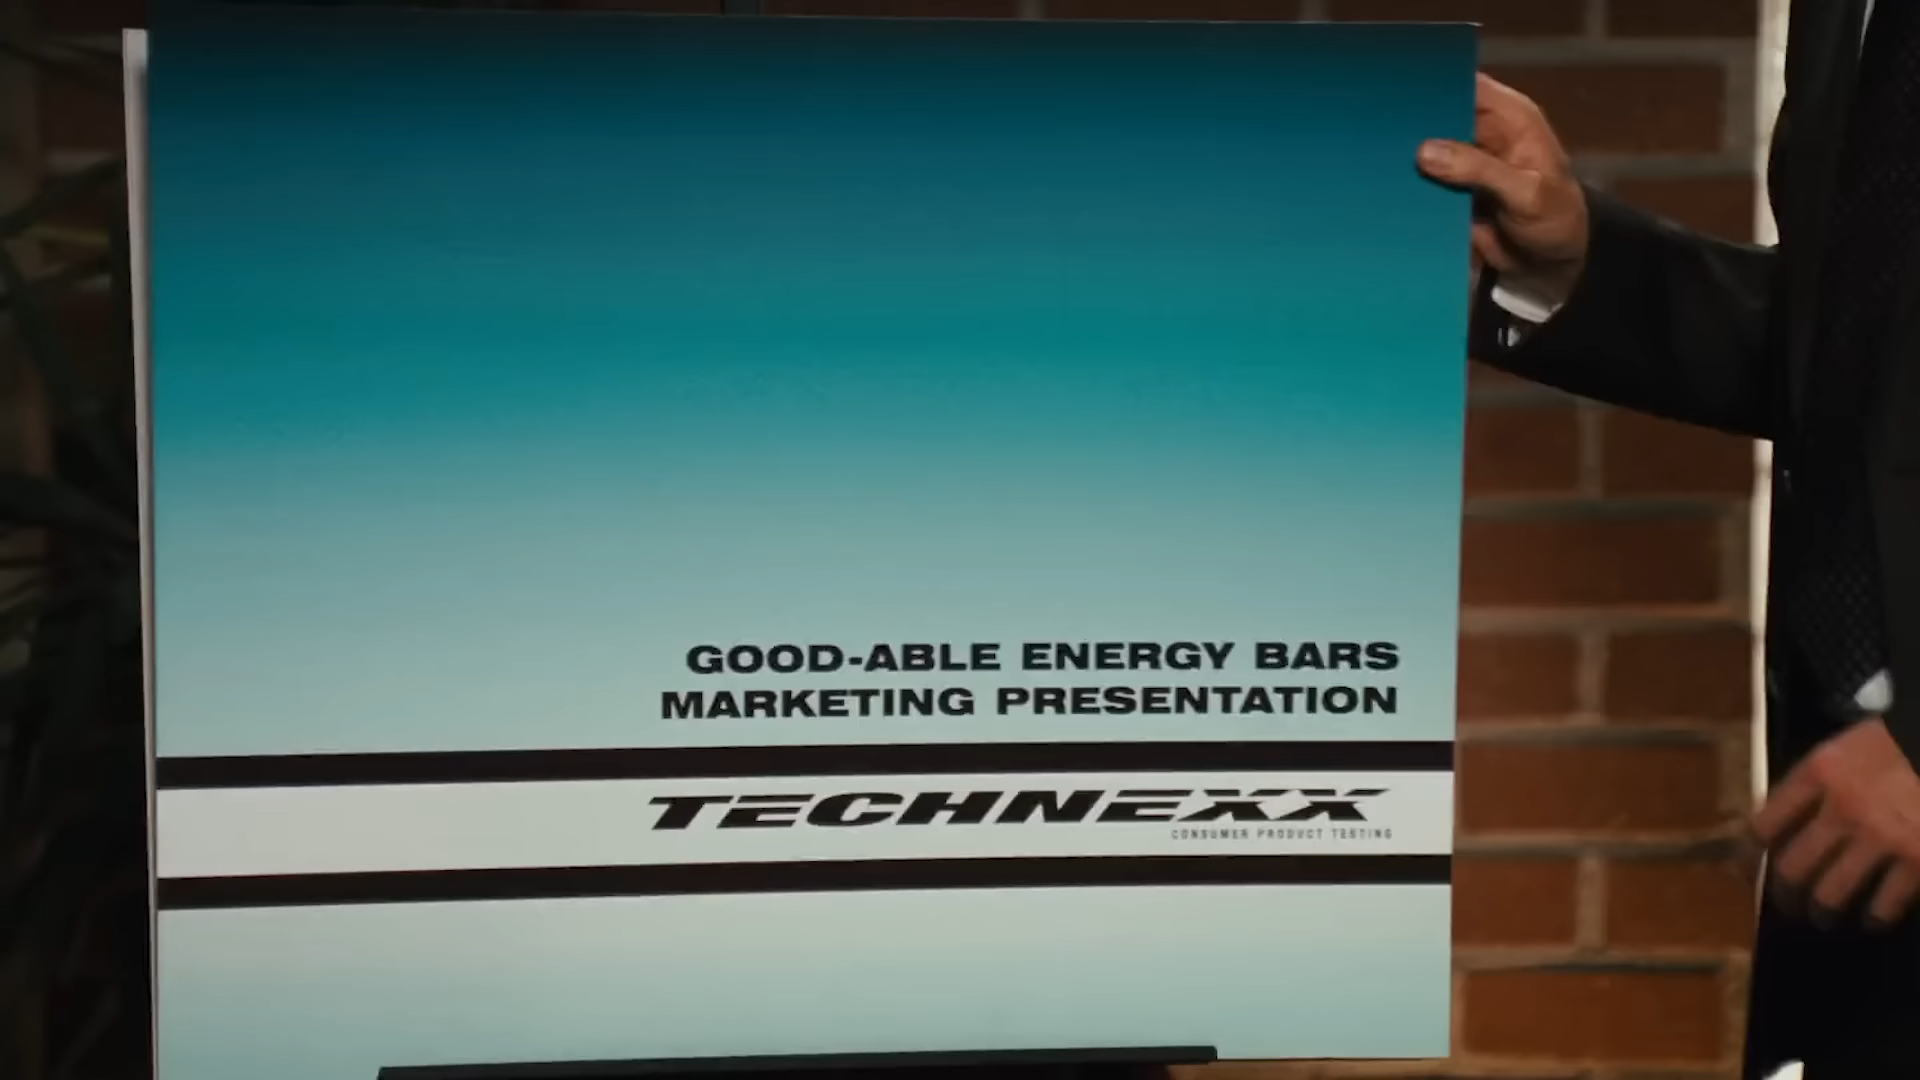 GOOD-ABLE ENERGY BARS
MARKETING PRESENTATION
TECHNEXX
CONSUMER PRODUCT TESTING